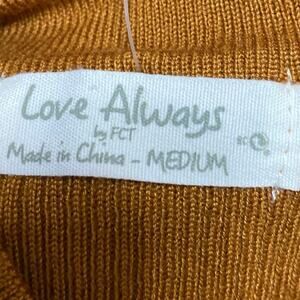 Love Always
by FCT
Made in China - MEDIUM